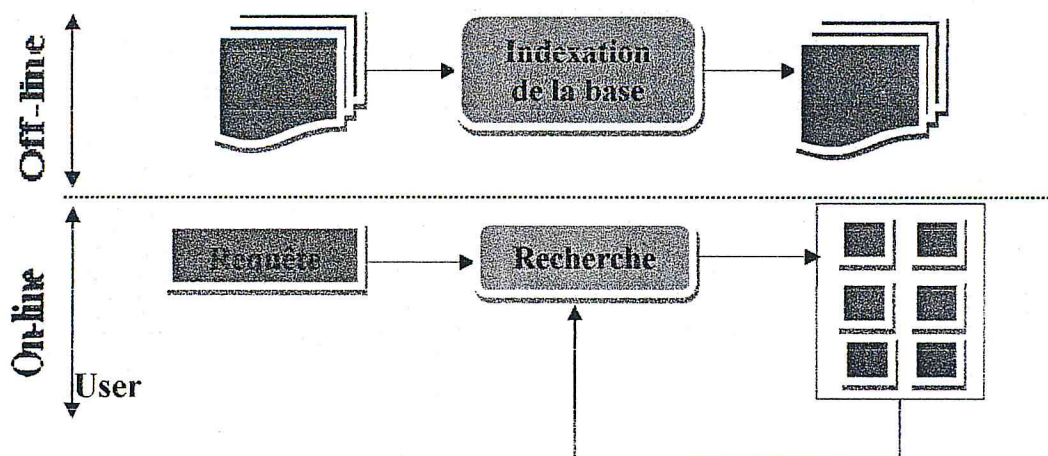 Off-line
Indexation
de la base
On-line
Requête
Recherche
User